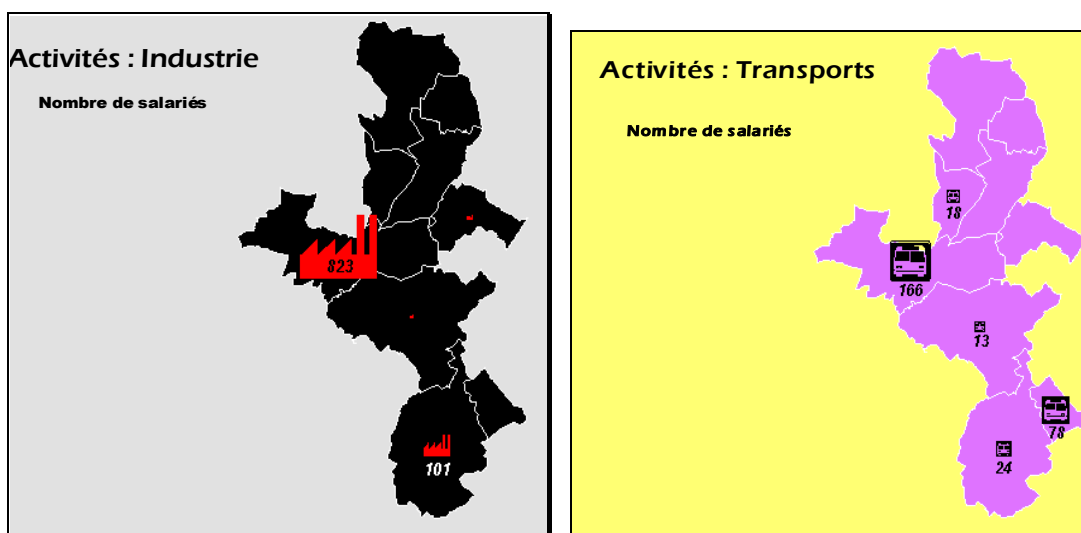 Activités : Industrie
Nombre de salariés
823
101
Activités : Transports
Nombre de salariés
18
166
13
78
24